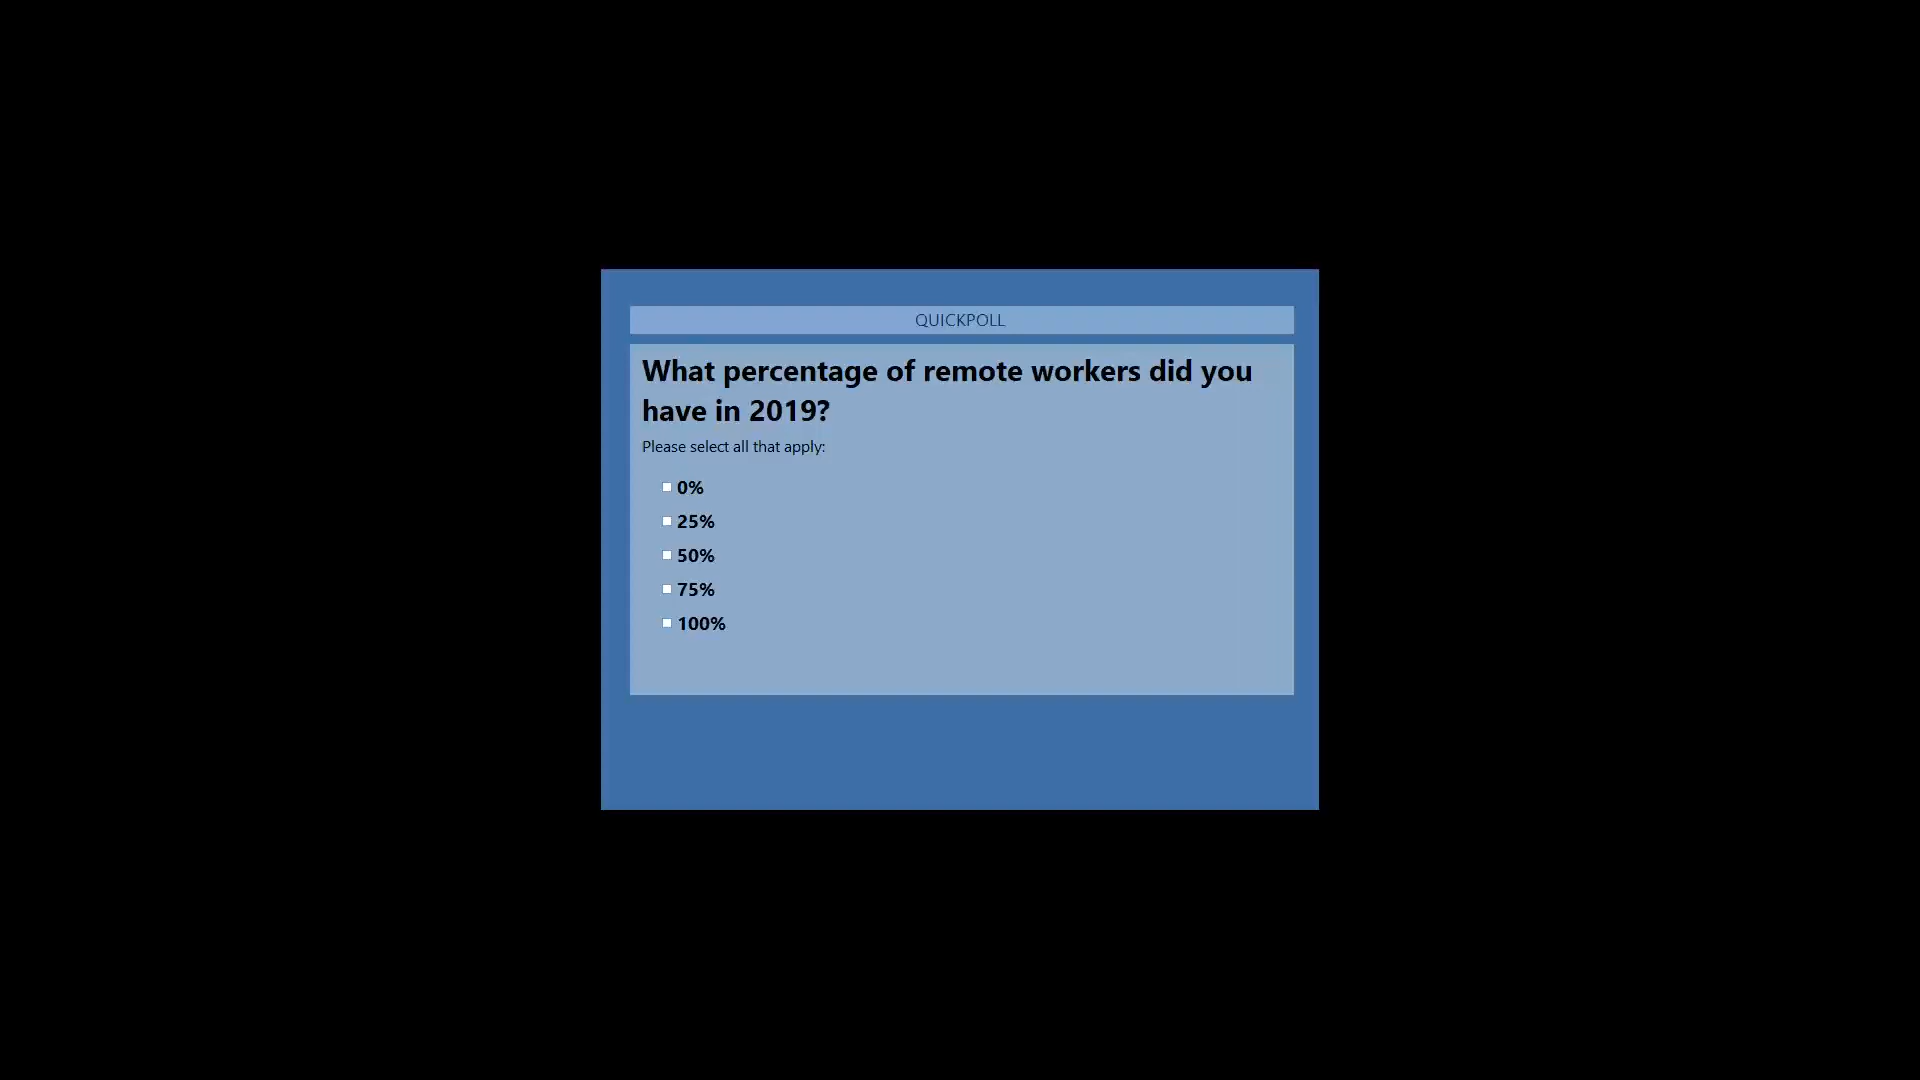 QUICKPOLL
What percentage of remote workers did you
have in 2019?
Please select all that apply:
0%
25%
50%
75%
100%